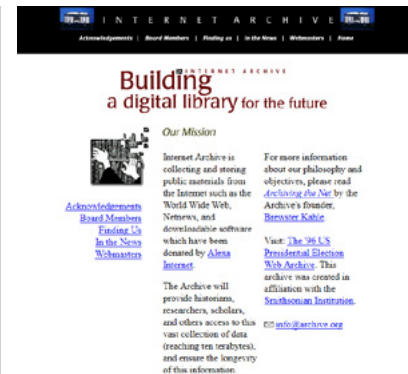 INTERNET ARCHIVE
Acknowledgements | Board Members | Finding us | In the News | Webmasters | Home
INTERNET ARCHIVE
Building
a digital library for the future
Our Mission
Acknowledgements
Board Members
Finding Us
In the News
Webmasters
Internet Archive is
collecting and storing
public materials from
the Internet such as the
World Wide Web,
Netnews, and
downloadable software
which have been
donated by Alexa
Internet.
The Archive will
provide historians,
researchers, scholars,
and others access to this
vast collection of data
(reaching ten terabytes),
and ensure the longevity
of this information.
For more information
about our philosophy and
objectives, please read
Archiving the Net by the
Archive's founder,
Brewster Kahle.
Visit: The '96 US
Presidential Election
Web Archive. This
archive was created in
affiliation with the
Smithsonian Institution.
info@archive.org